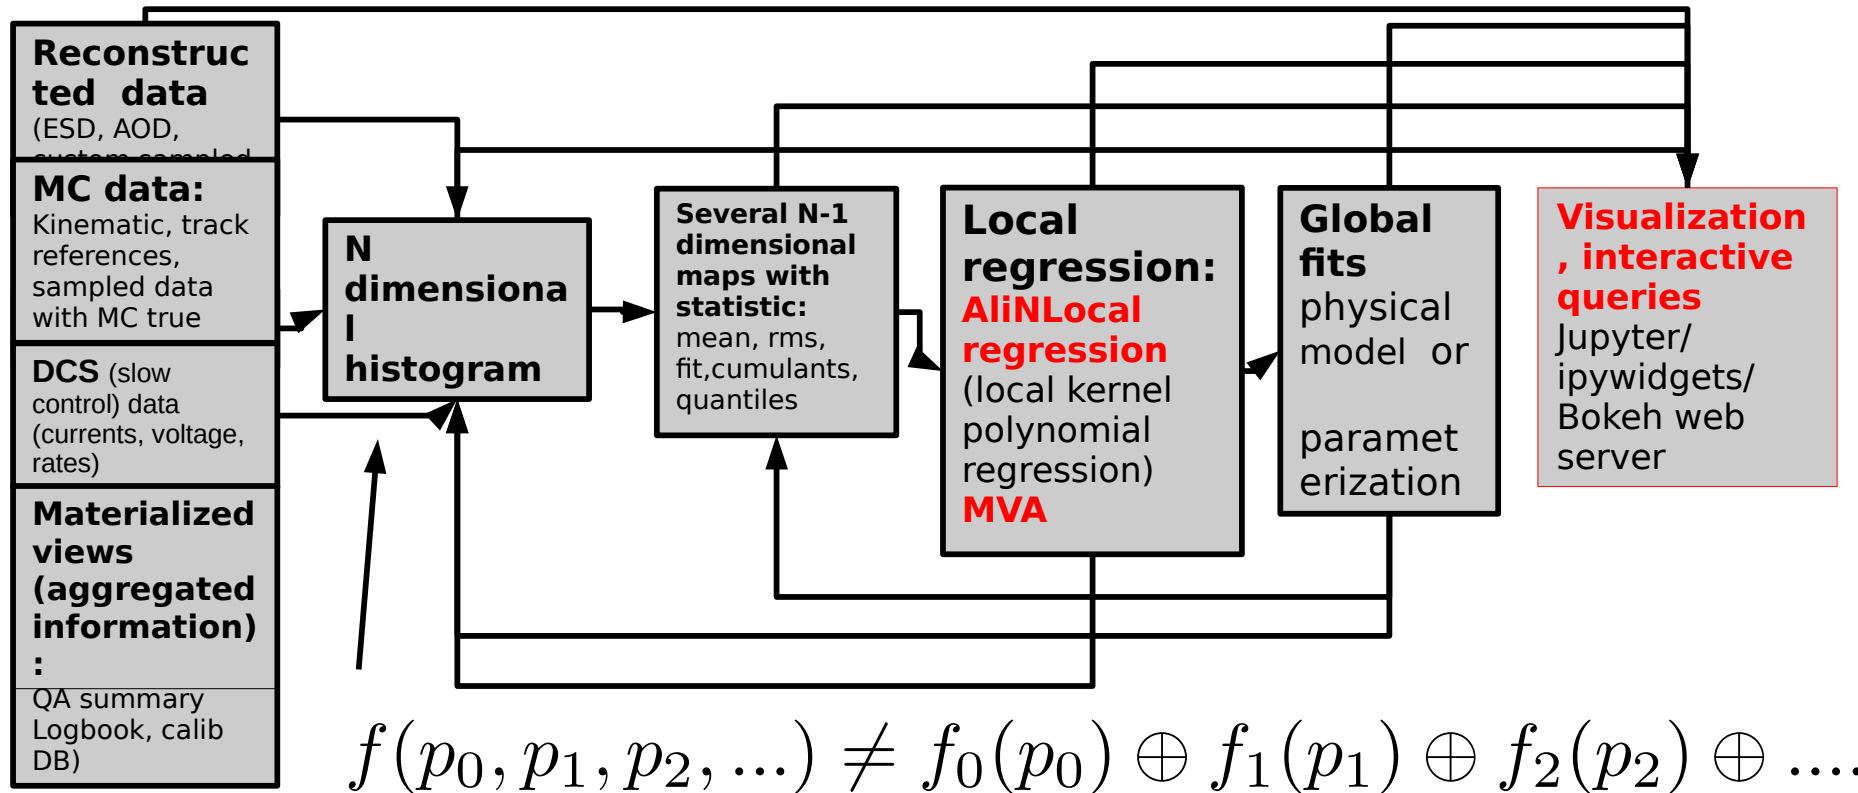 Reconstruc
ted data
(ESD, AOD,
custom sampled
MC data:
Kinematic, track
references,
sampled data
with MC true
DCS (slow
control) data
(currents, voltage,
rates)
Materialized
views
(aggregated
information)
:
QA summary
Logbook, calib
DB)
N
dimensiona
l
histogram
Several N-1
dimensional
maps with
statistic:
mean, rms,
fit,cumulants,
quantiles
Local
regression:
AliNLocal
regression
(local kernel
polynomial
regression)
MVA
Global
fits
physical
model or
paramet
erization
Visualization
, interactive
queries
Jupyter/
ipywidgets/
Bokeh web
server
f(p₀, p₁, p₂, ...) ≠ f₀(p₀) ⊕ f₁(p₁) ⊕ f₂(p₂) ⊕ ....